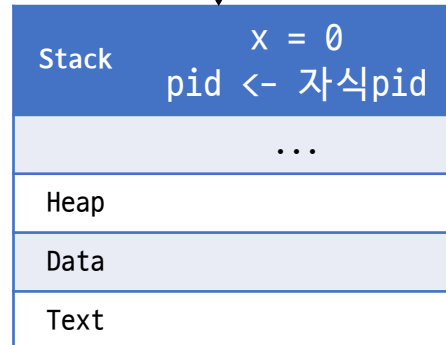 Stack
x = 0
pid <- 자식pid
...
Heap
Data
Text